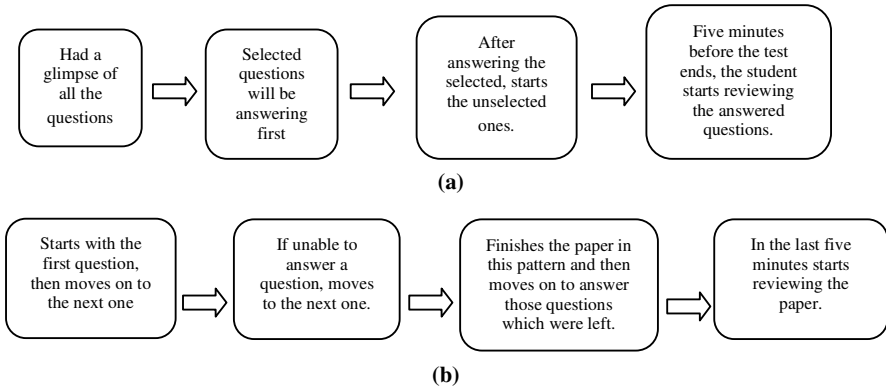 Had a
glimpse of
all the
questions
Selected
questions
will be
answering
first
After
answering the
selected, starts
the unselected
ones.
Five minutes
before the test
ends, the student
starts reviewing
the answered
questions.
(a)
Starts with the
first question,
then moves on to
the next one
If unable to
answer a
question, moves
to the next one.
Finishes the paper in
this pattern and then
moves on to answer
those questions
which were left.
In the last five
minutes starts
reviewing the
paper.
(b)